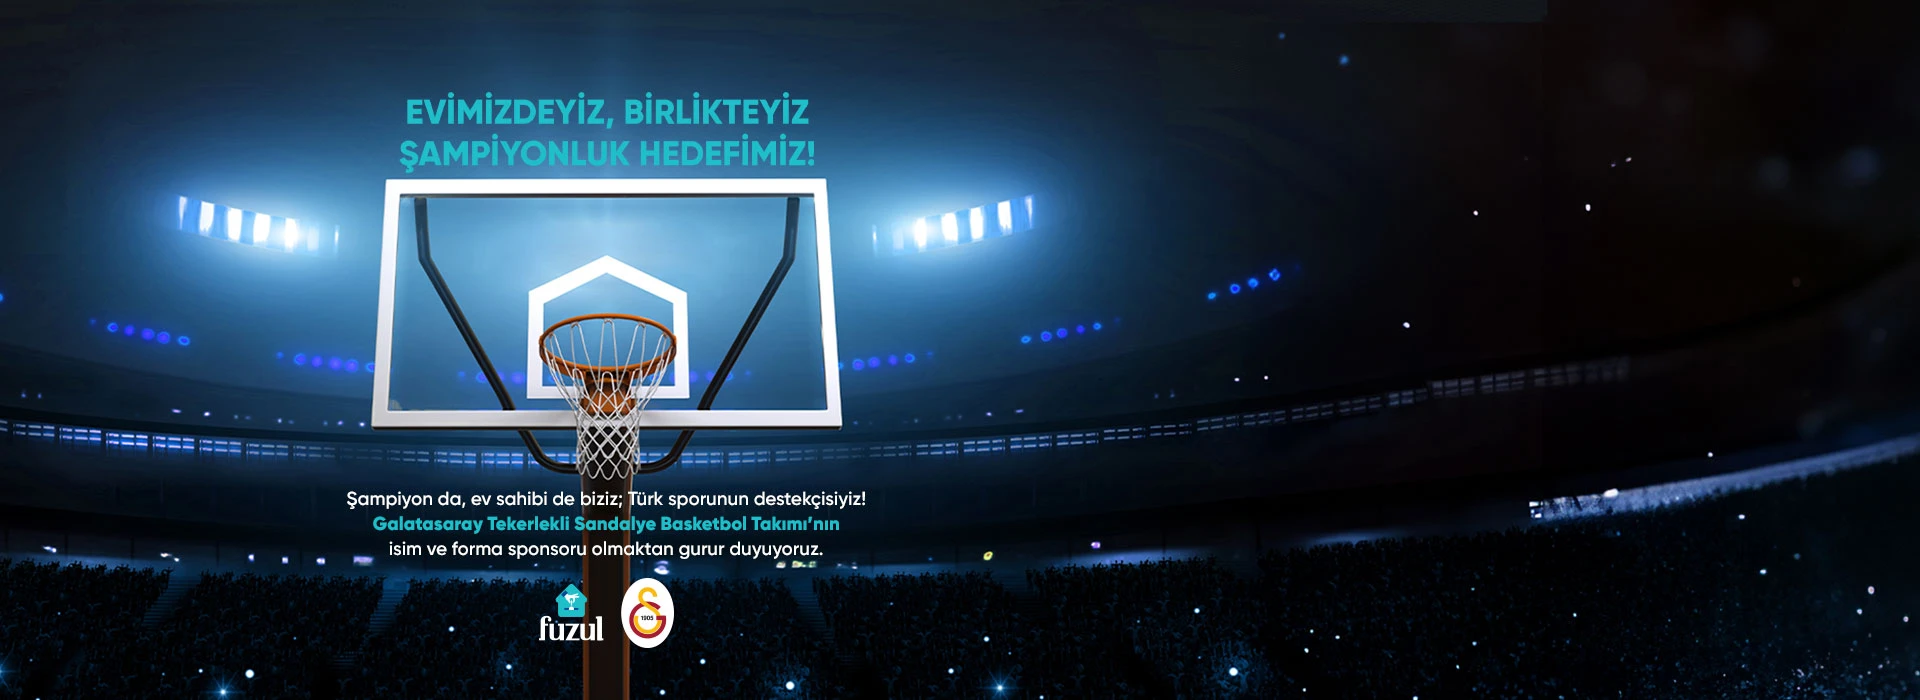 EVİMİZDEYİZ, BİRLİKTEYİZ
ŞAMPİYONLUK HEDEFİMİZ!
Şampiyon da, ev sahibi de biziz; Türk sporunun destekçisiyiz!
Galatasaray Tekerlekli Sandalye Basketbol Takımı’nın
isim ve forma sponsoru olmaktan gurur duyuyoruz.
fuzul
GS
1905